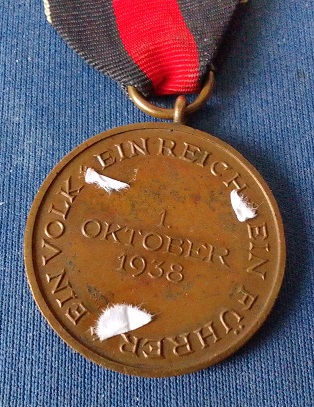 EIN VOLK EIN REICH EIN FÜHRER
1.
OKTOBER
1938